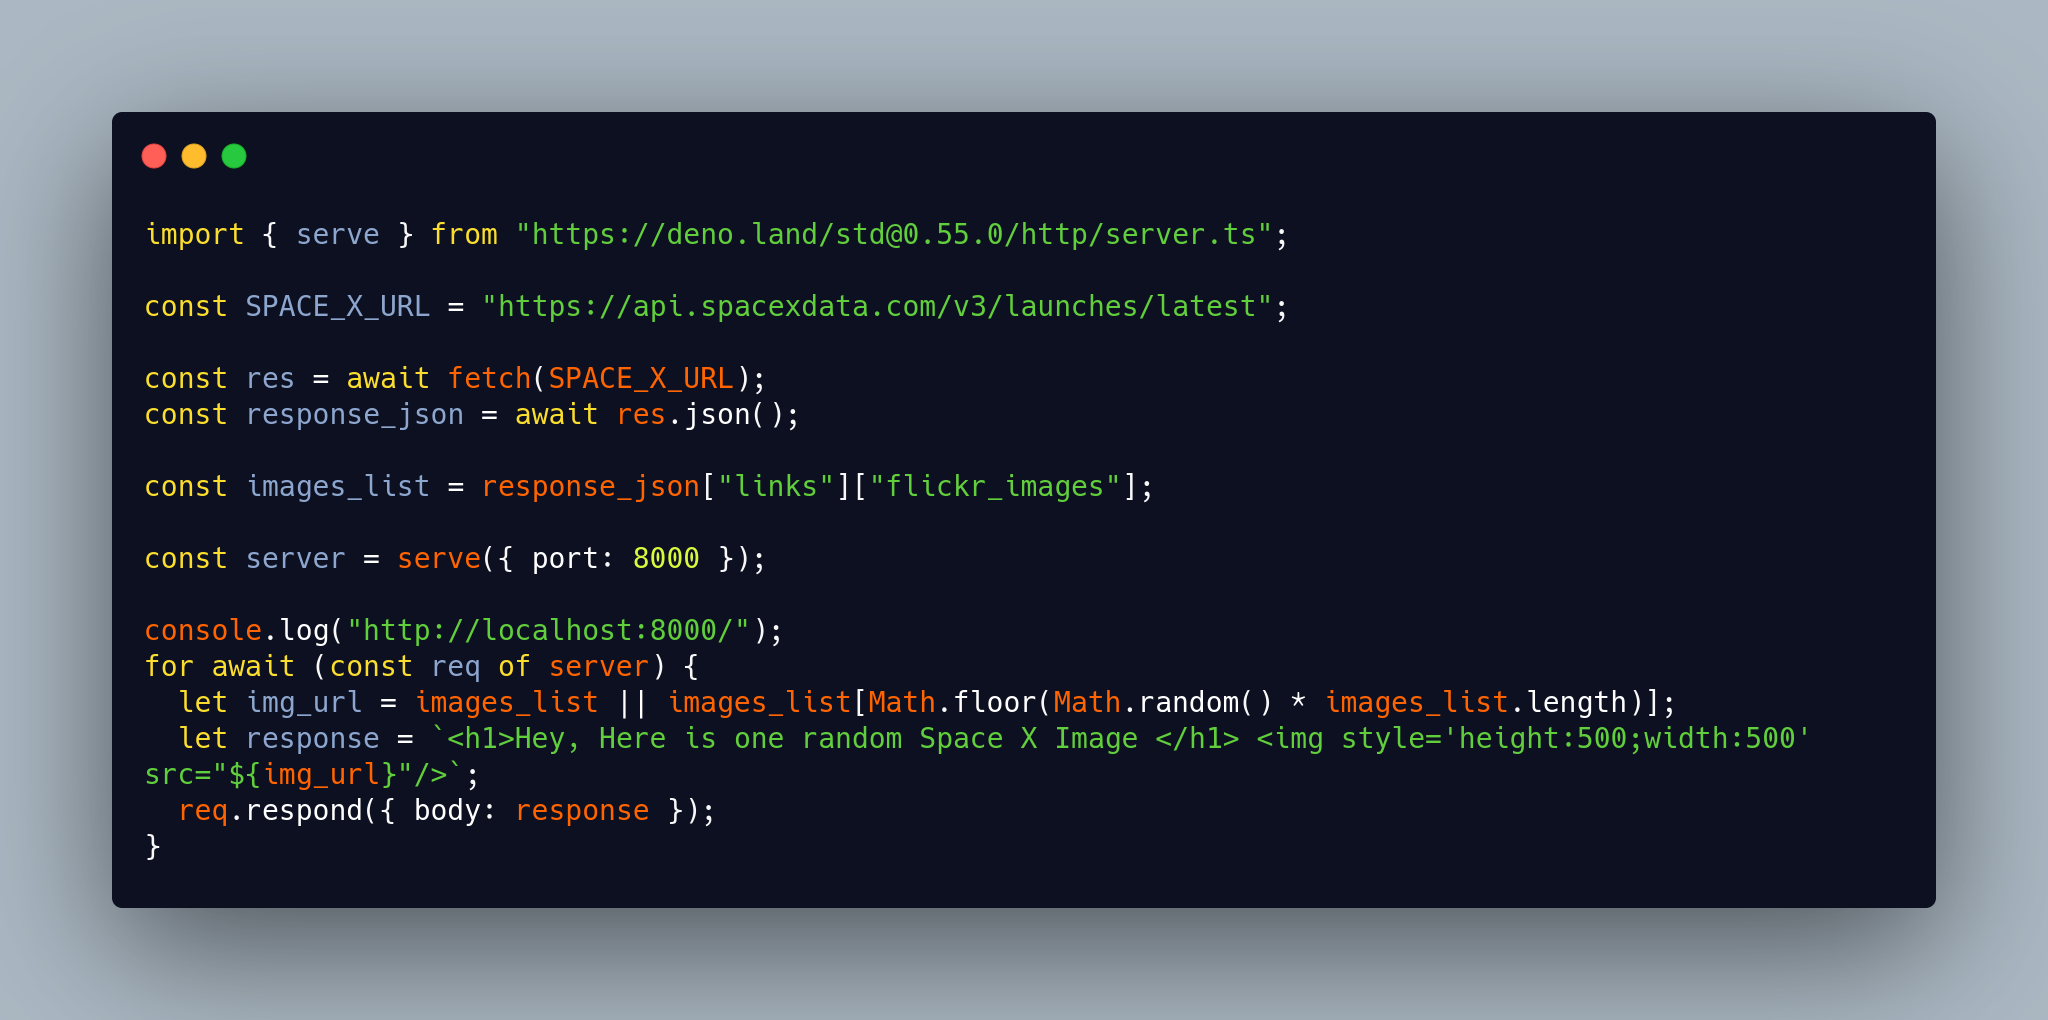 import { serve } from "https://deno.land/std@0.55.0/http/server.ts";
const SPACE_X_URL = "https://api.spacexdata.com/v3/launches/latest";
const res = await fetch(SPACE_X_URL);
const response_json = await res.json();
const images_list = response_json["links"]["flickr_images"];
const server = serve({ port: 8000 });
console.log("http://localhost:8000/");
for await (const req of server) {
  let img_url = images_list || images_list[Math.floor(Math.random() * images_list.length)];
  let response = `<h1>Hey, Here is one random Space X Image </h1> <img style='height:500;width:500'
src="${img_url}"/>`;
  req.respond({ body: response });
}